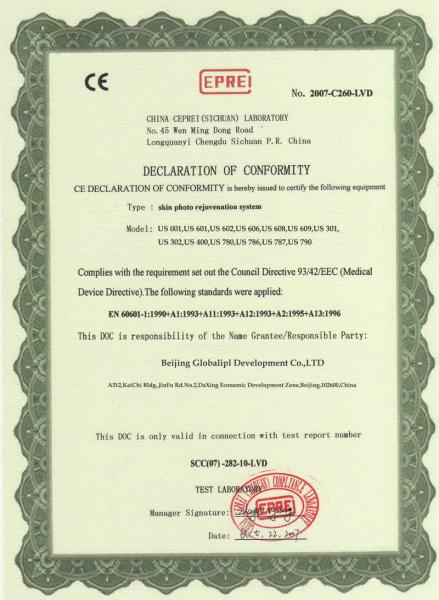 CE
CEPREI
No. 2007-C260-LVD
CHINA CEPREI(SICHUAN) LABORATORY
No.45 Wen Ming Dong Road
Longquanyi Chengdu Sichuan P.R. China
DECLARATION OF CONFORMITY
CE DECLARATION OF CONFORMITY is hereby issued to certify the following equipment
Type : skin photo rejuvenation system
Model: US 001,US 601,US 602,US 606,US 608,US 609,US 301,
US 302,US 400,US 780,US 786,US 787,US 790
Complies with the requirement set out the Council Directive 93/42/EEC (Medical
Device Directive).The following standards were applied:
EN 60601-1:1990+A1:1993+A11:1993+A12:1993+A2:1995+A13:1996
This DOC is responsibility of the Name Grantee/Responsible Party:
Beijing Globalipl Development Co.,LTD
A312,KaiChi Bldg,JinFu Rd.No.2,DaXing Economic Development Zone,Beijing,102600,China
This DOC is only valid in connection with test report number
SCC(07) -282-10-LVD
TEST LABORATORY
CEPREI
Manager Signature:
Date: Oct, 22, 2007